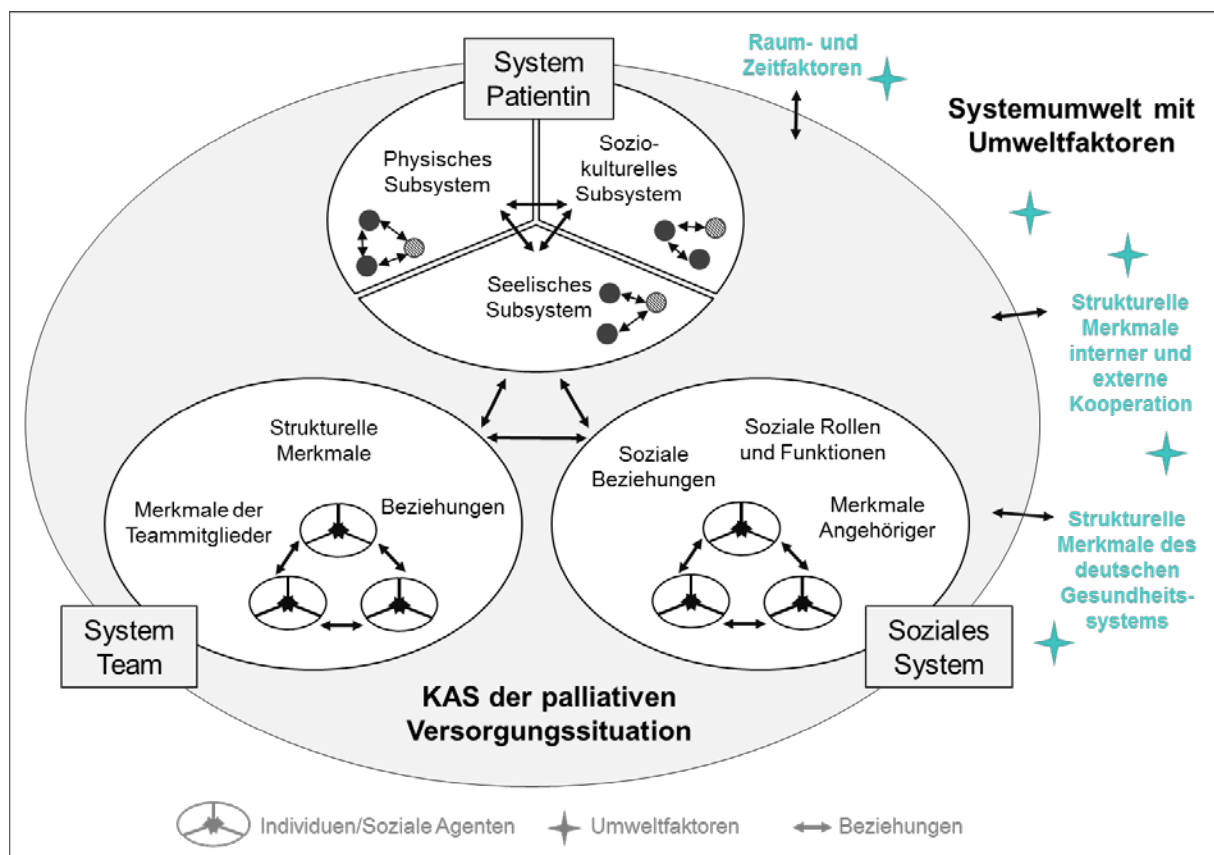 System
Patientin
Raum- und
Zeitfaktoren
Systemumwelt mit
Umweltfaktoren
Physisches
Subsystem
Sozio-
kulturelles
Subsystem
Seelisches
Subsystem
Strukturelle
Merkmale
interner und
externe
Kooperation
Strukturelle
Merkmale
Merkmale der
Teammitglieder
Beziehungen
Soziale
Beziehungen
Soziale Rollen
und Funktionen
Merkmale
Angehöriger
Strukturelle
Merkmale des
deutschen
Gesundheits-
systems
System
Team
Soziales
System
KAS der palliativen
Versorgungssituation
Individuen/Soziale Agenten
Umweltfaktoren
Beziehungen